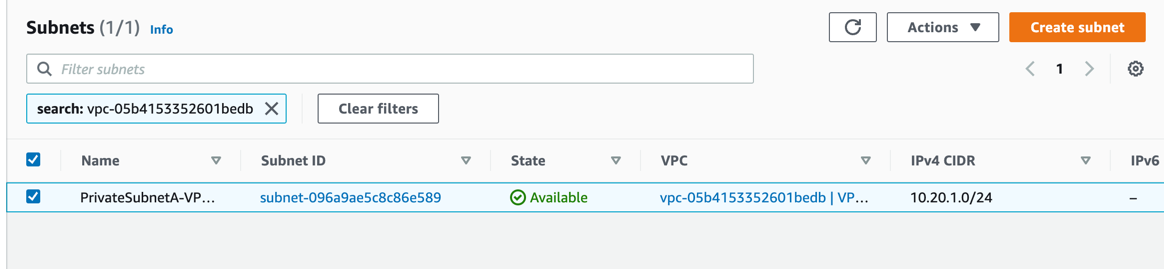 Subnets (1/1) Info
Actions
Create subnet
Filter subnets
1
search: vpc-05b4153352601bedb
Clear filters
Name Subnet ID State VPC IPv4 CIDR IPv6
PrivateSubnetA-VP... subnet-096a9ae5c8c86e589 Available vpc-05b4153352601bedb | VP... 10.20.1.0/24 –